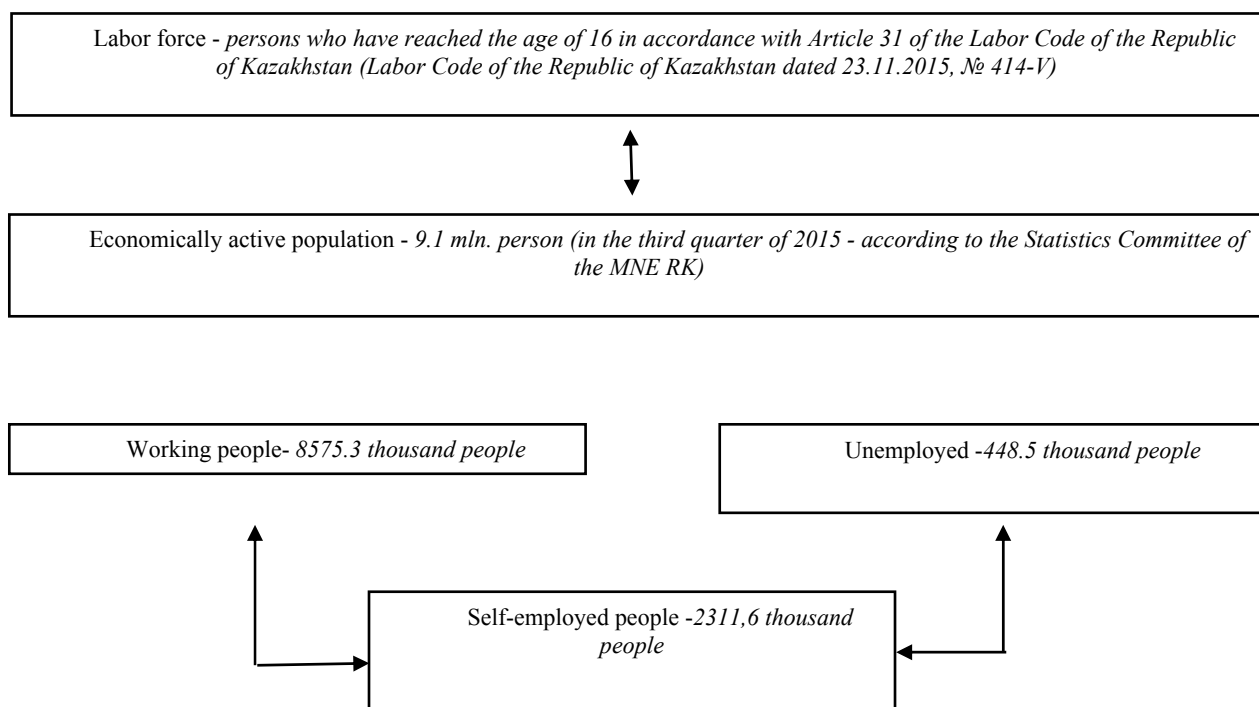 Labor force - persons who have reached the age of 16 in accordance with Article 31 of the Labor Code of the Republic
of Kazakhstan (Labor Code of the Republic of Kazakhstan dated 23.11.2015, № 414-V)
Economically active population - 9.1 mln. person (in the third quarter of 2015 - according to the Statistics Committee of
the MNE RK)
Working people- 8575.3 thousand people
Unemployed -448.5 thousand people
Self-employed people -2311,6 thousand
people